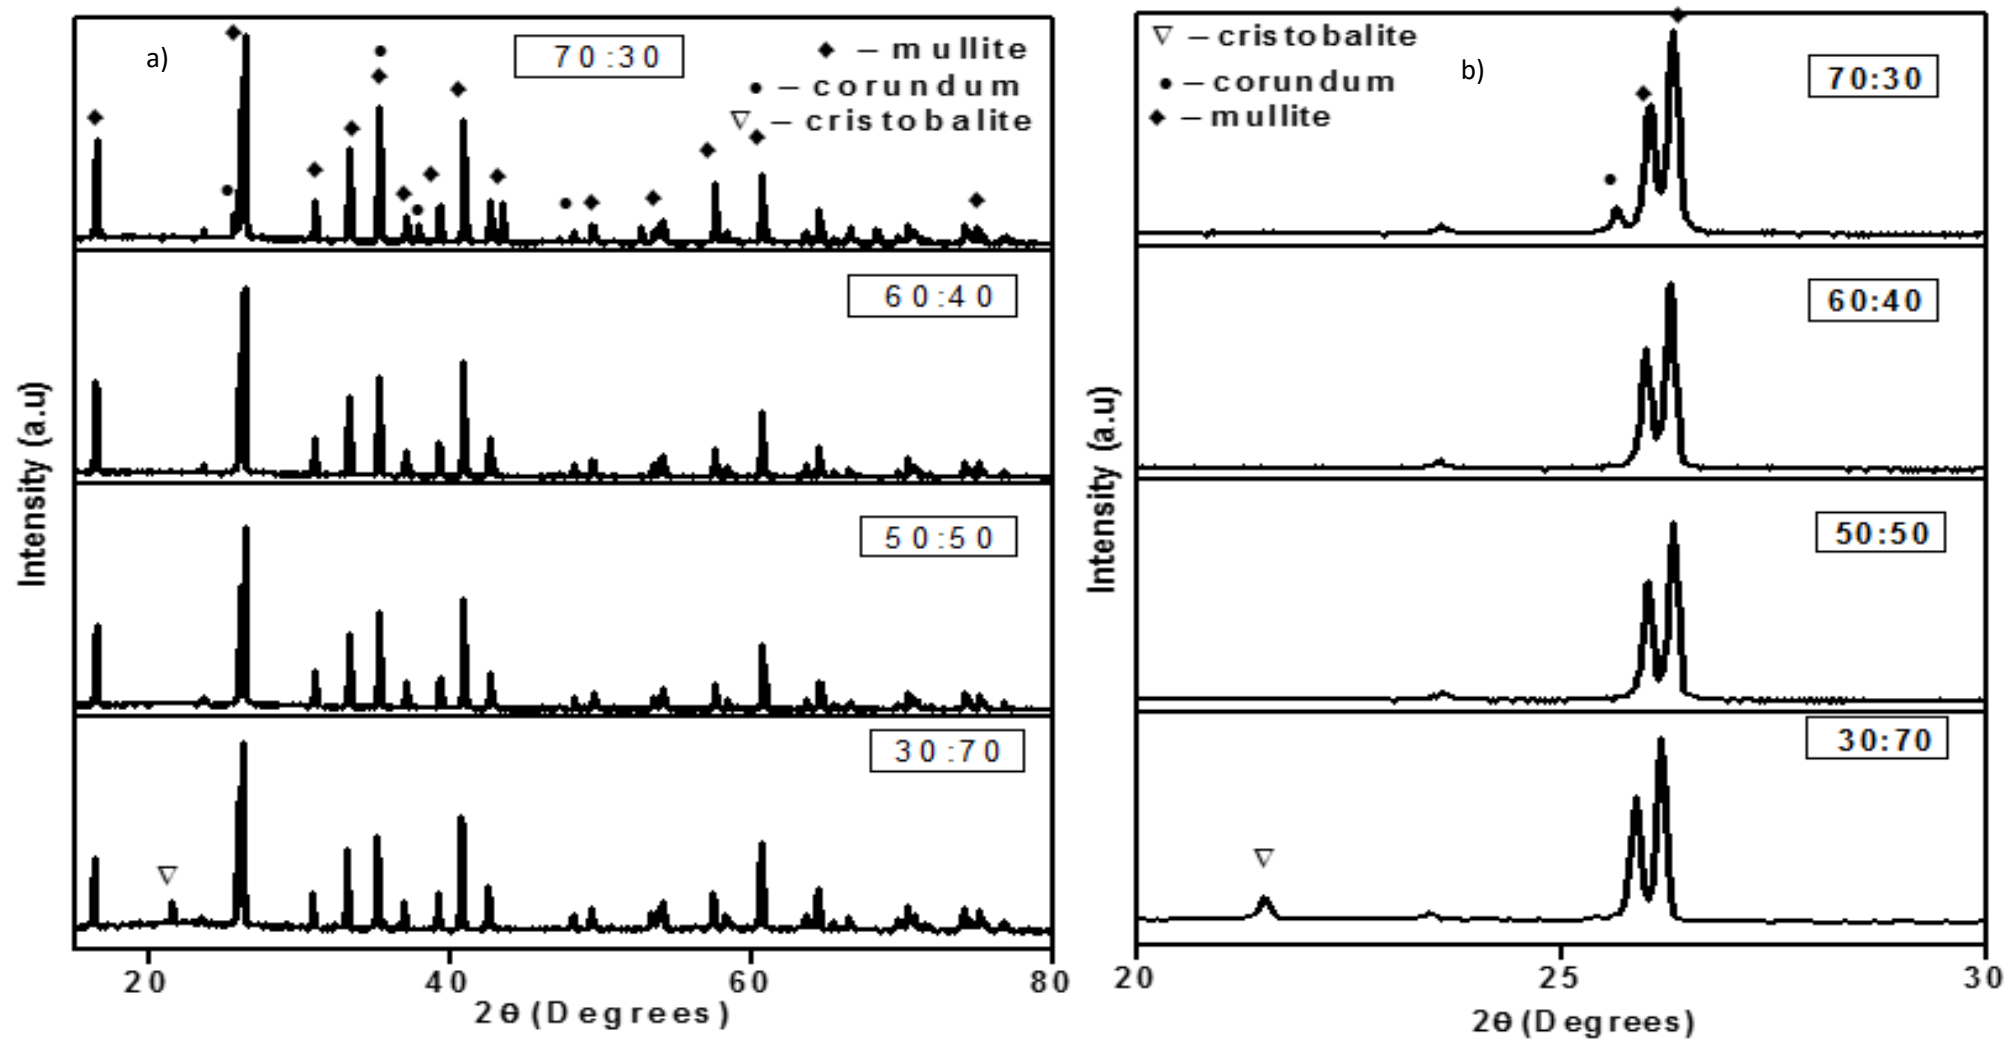 a)
70:30
◆ – mullite
● – corundum
▽ – cristobalite
60:40
50:50
30:70
Intensity (a.u)
20 40 60 80
2θ (Degrees)
▽ – cristobalite
● – corundum
◆ – mullite
b)
70:30
60:40
50:50
30:70
Intensity (a.u)
20 25 30
2θ (Degrees)